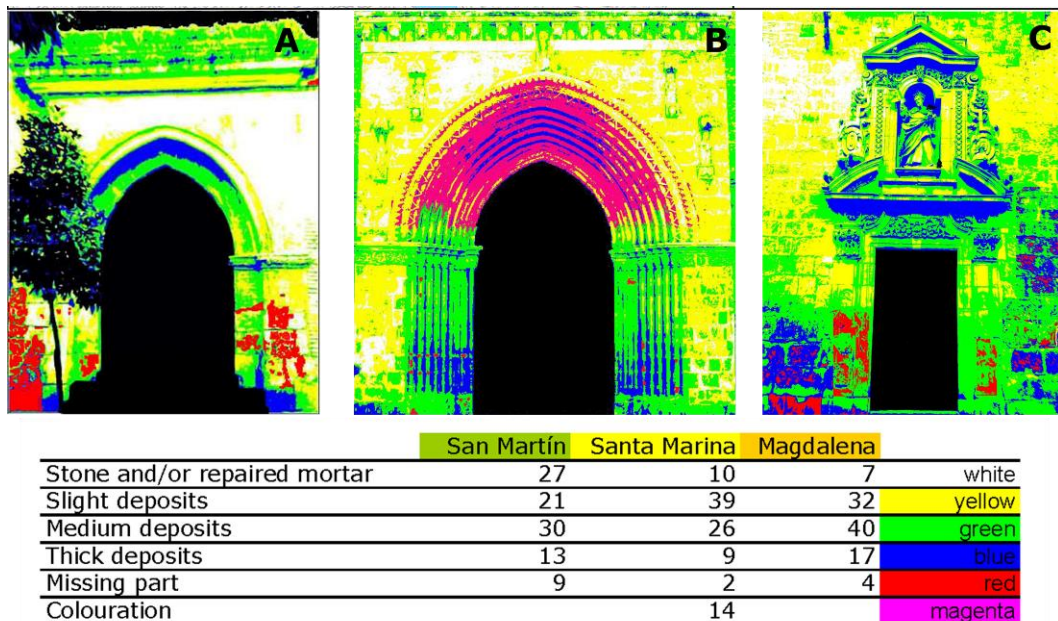 A B C
San Martín Santa Marina Magdalena
Stone and/or repaired mortar 27 10 7 white
Slight deposits 21 39 32 yellow
Medium deposits 30 26 40 green
Thick deposits 13 9 17 blue
Missing part 9 2 4 red
Colouration 14 magenta